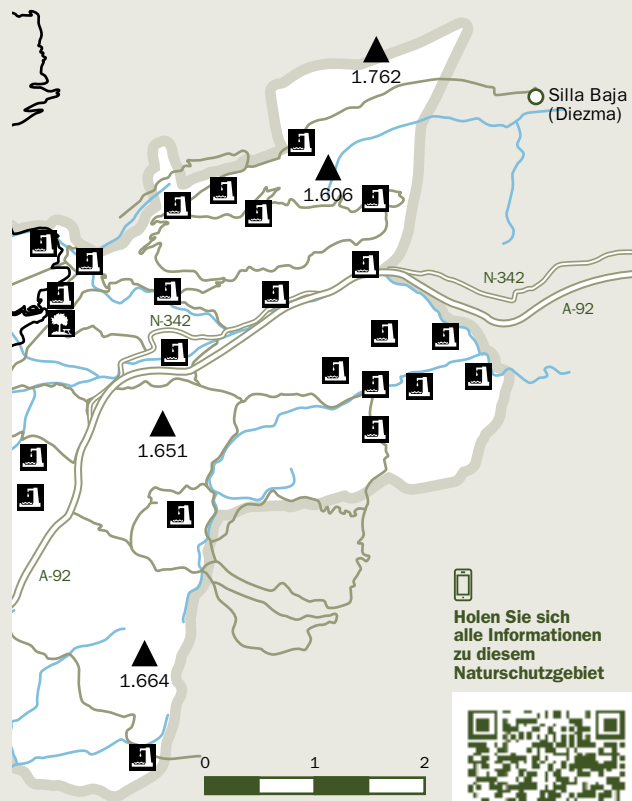 1.762
Silla Baja
(Diezma)
1.606
N-342
A-92
N-342
1.651
A-92
Holen Sie sich
alle Informationen
zu diesem
Naturschutzgebiet
1.664
0 1 2